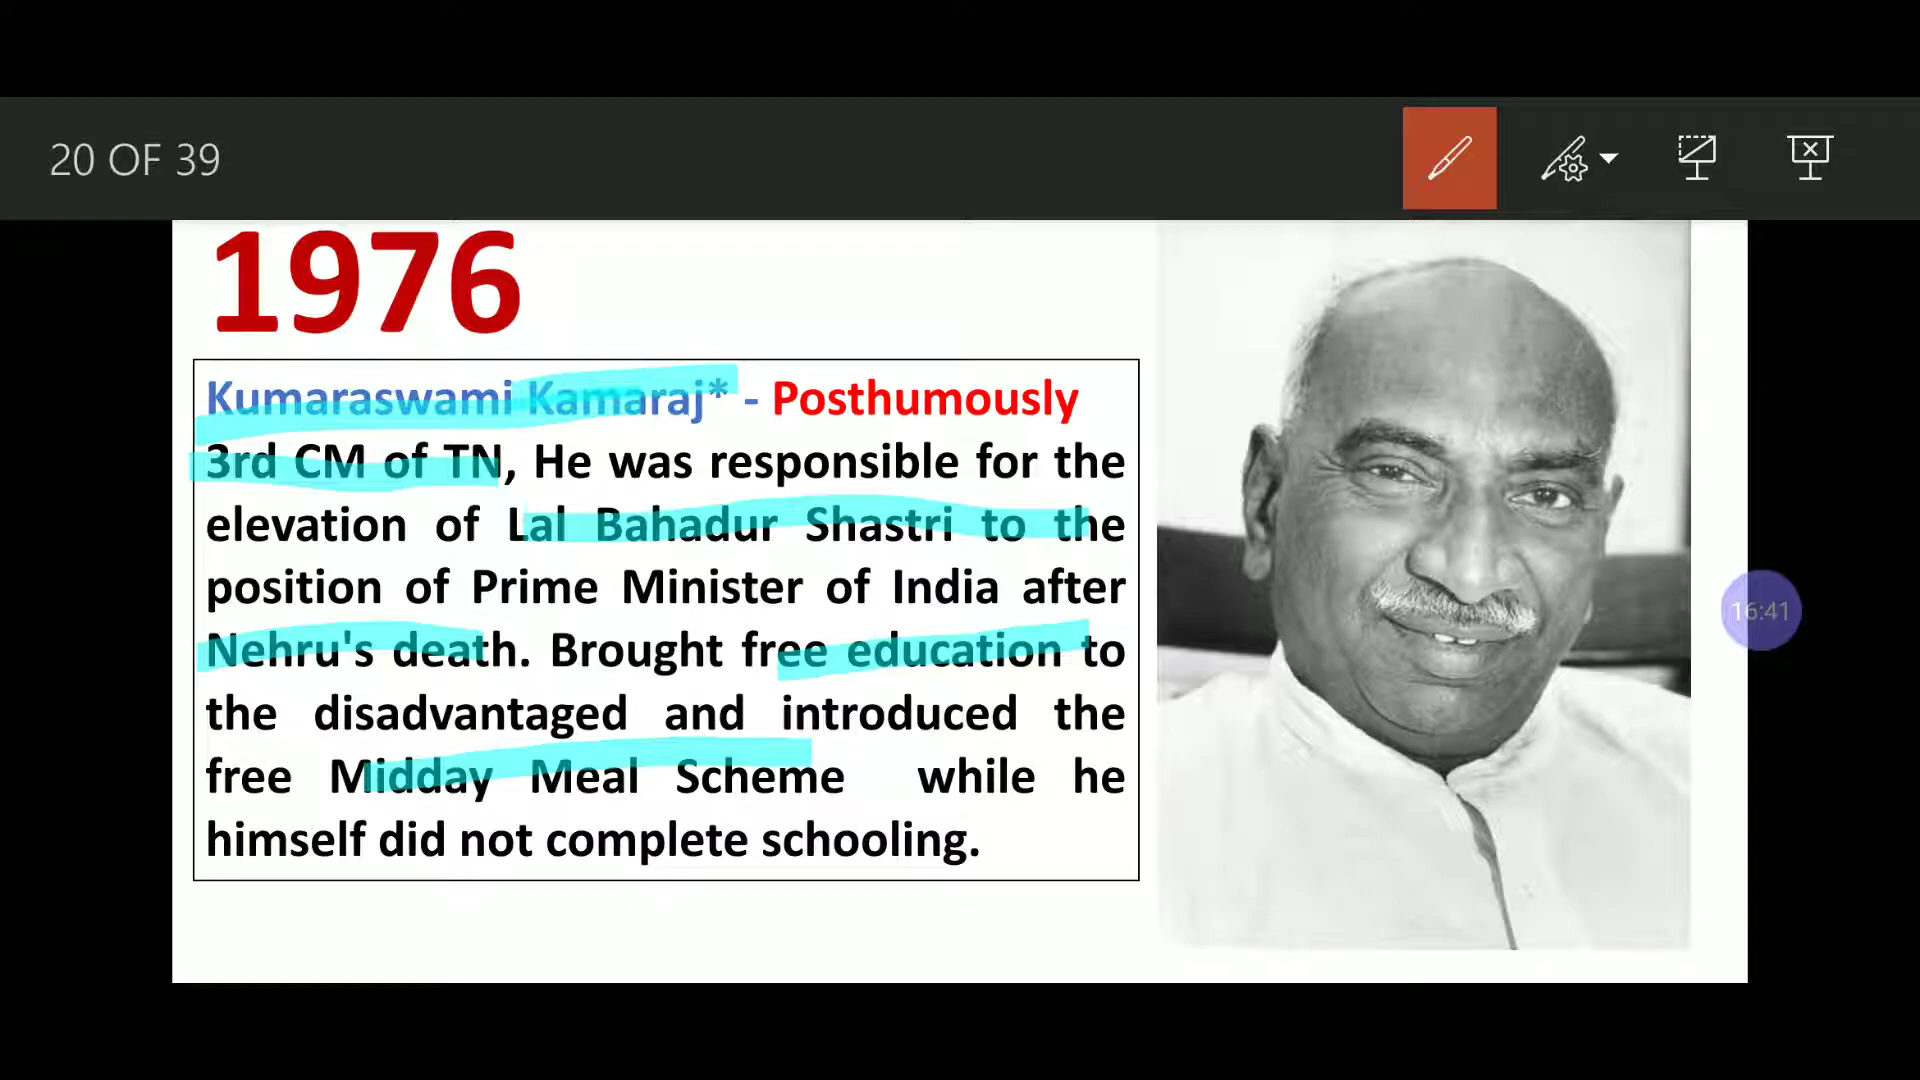 20 OF 39
1976
Kumaraswami Kamaraj* - Posthumously
3rd CM of TN, He was responsible for the
elevation of Lal Bahadur Shastri to the
position of Prime Minister of India after
Nehru's death. Brought free education to
the disadvantaged and introduced the
free Midday Meal Scheme while he
himself did not complete schooling.
16:41